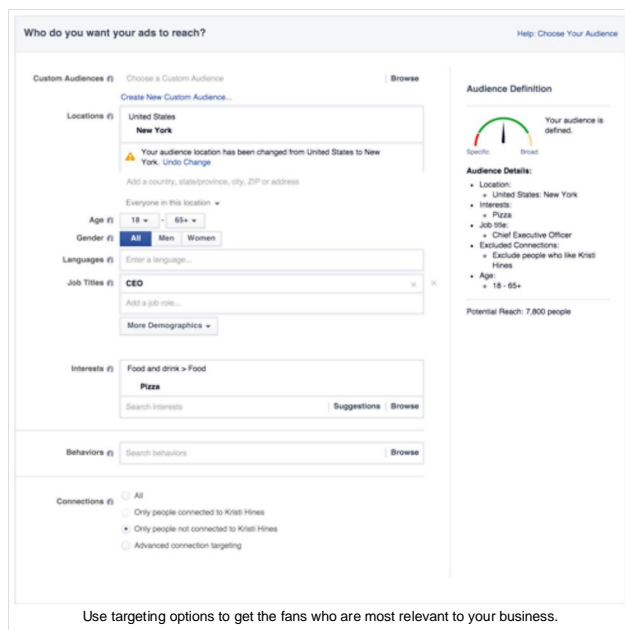 Who do you want your ads to reach?
Help: Choose Your Audience
Custom Audiences
Choose a Custom Audience
Browse
Create New Custom Audience...
Locations
United States
New York
Your audience location has been changed from United States to New
York. Undo Change
Add a country, state/province, city, ZIP or address
Everyone in this location
Age
18 - 65+
Gender
All Men Women
Languages
Enter a language...
Job Titles
CEO
Add a job role...
More Demographics
Interests
Food and drink > Food
Pizza
Search interests
Suggestions Browse
Behaviors
Search behaviors
Browse
Connections
All
Only people connected to Kristi Hines
Only people not connected to Kristi Hines
Advanced connection targeting
Audience Definition
Your audience is
defined.
Specific Broad
Audience Details:
Location:
United States: New York
Interests:
Pizza
Job title:
Chief Executive Officer
Excluded Connections:
Exclude people who like Kristi
Hines
Age:
18 - 65+
Potential Reach: 7,800 people
Use targeting options to get the fans who are most relevant to your business.